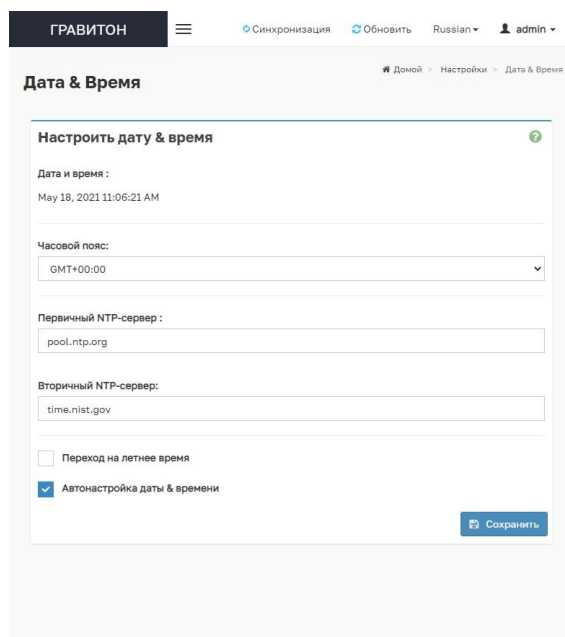 ГРАВИТОН
Синхронизация Обновить Russian admin
Дата & Время
Домой > Настройки > Дата & Время
Настроить дату & время
Дата и время :
May 18, 2021 11:06:21 AM
Часовой пояс:
GMT+00:00
Первичный NTP-сервер :
pool.ntp.org
Вторичный NTP-сервер:
time.nist.gov
Переход на летнее время
Автонастройка даты & времени
Сохранить